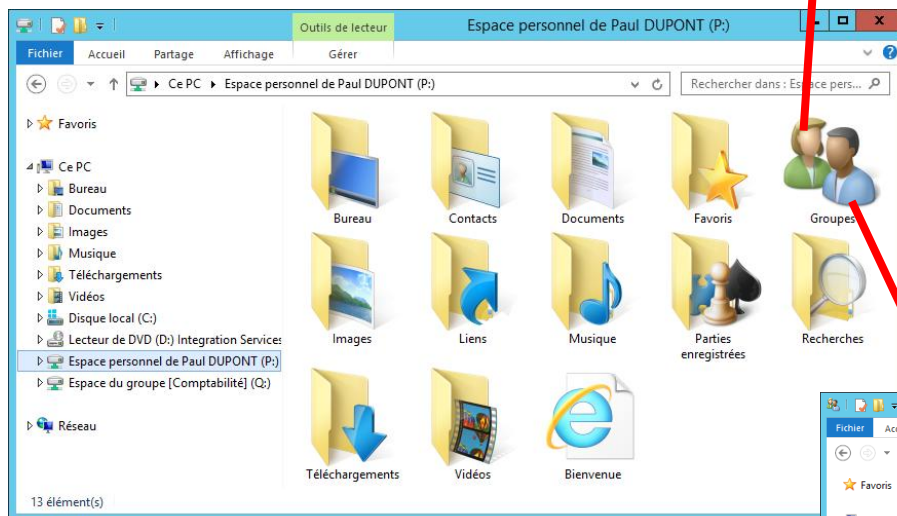 Outils de lecteur
Espace personnel de Paul DUPONT (P:)
Fichier Accueil Partage Affichage Gérer
Ce PC Espace personnel de Paul DUPONT (P:)
Rechercher dans : Espace pers...
Favoris
Ce PC
Bureau
Documents
Images
Musique
Téléchargements
Vidéos
Disque local (C:)
Lecteur de DVD (D:) Integration Services
Espace personnel de Paul DUPONT (P:)
Espace du groupe [Comptabilité] (Q:)
Réseau
Bureau Contacts Documents Favoris Groupes
Images Liens Musique Parties enregistrées Recherches
Téléchargements Vidéos Bienvenue
13 élément(s)
Fichier
Favoris